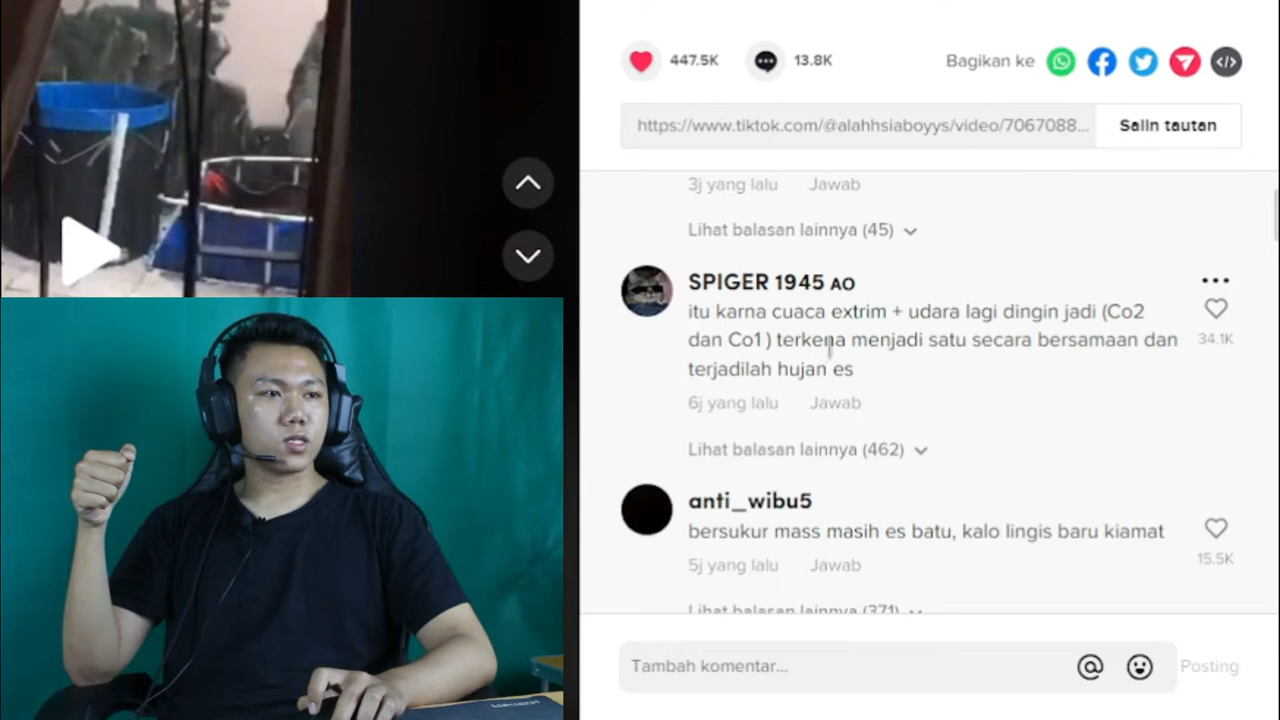 447.5K
13.8K
Bagikan ke
https://www.tiktok.com/@alahhsiaboyys/video/7067088...
Salin tautan
3j yang lalu Jawab
Lihat balasan lainnya (45)
SPIGER 1945 AO
itu karna cuaca extrim + udara lagi dingin jadi (Co2
dan Co1 ) terkena menjadi satu secara bersamaan dan
terjadilah hujan es
34.1K
6j yang lalu Jawab
Lihat balasan lainnya (462)
anti_wibu5
bersukur mass masih es batu, kalo lingis baru kiamat
15.5K
5j yang lalu Jawab
Lihat balasan lainnya (371)
Tambah komentar...
Posting